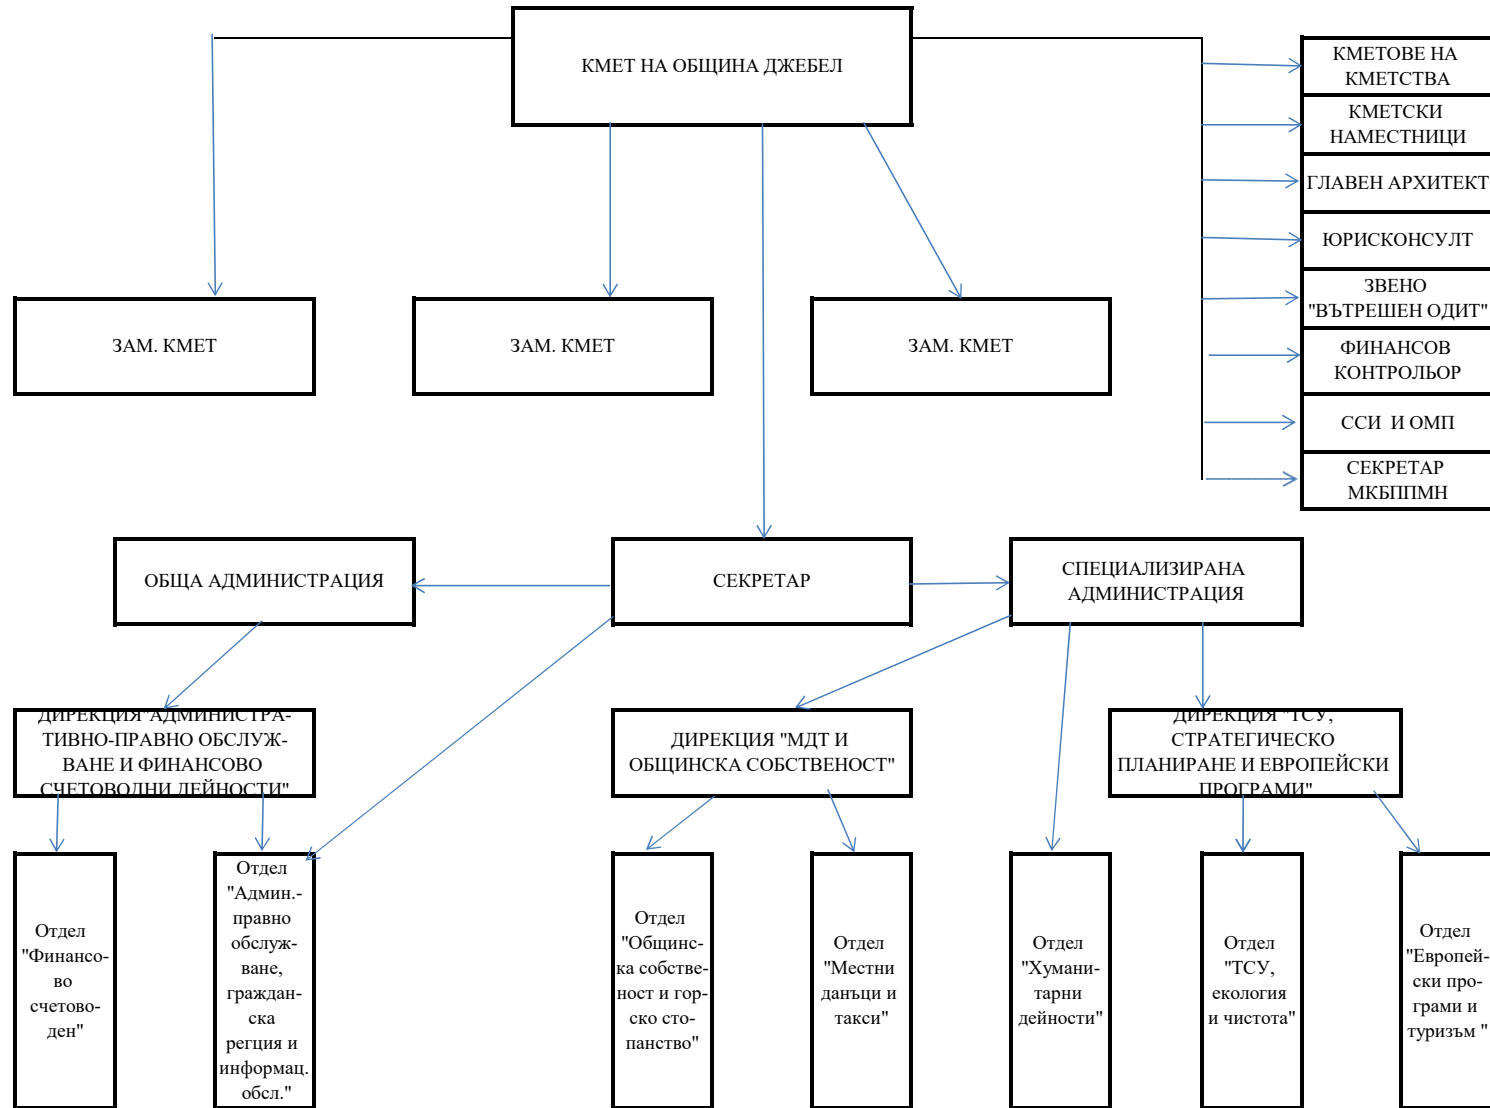 КМЕТ НА ОБЩИНА ДЖЕБЕЛ
КМЕТОВЕ НА
КМЕТСТВА
КМЕТСКИ
НАМЕСТНИЦИ
ГЛАВЕН АРХИТЕКТ
ЮРИСКОНСУЛТ
ЗВЕНО
"ВЪТРЕШЕН ОДИТ"
ФИНАНСОВ
КОНТРОЛЬОР
ССИ И ОМП
СЕКРЕТАР
МКБППМН
ЗАМ. КМЕТ
ЗАМ. КМЕТ
ЗАМ. КМЕТ
ОБЩА АДМИНИСТРАЦИЯ
СЕКРЕТАР
СПЕЦИАЛИЗИРАНА
АДМИНИСТРАЦИЯ
ДИРЕКЦИЯ"АДМИНИСТРА-
ТИВНО-ПРАВНО ОБСЛУЖ-
ВАНЕ И ФИНАНСОВО
СЧЕТОВОДНИ ДЕЙНОСТИ"
ДИРЕКЦИЯ "МДТ И
ОБЩИНСКА СОБСТВЕНОСТ"
ДИРЕКЦИЯ "ТСУ,
СТРАТЕГИЧЕСКО
ПЛАНИРАНЕ И ЕВРОПЕЙСКИ
ПРОГРАМИ"
Отдел
"Финансо-
во
счетово-
ден"
Отдел
"Админ.-
правно
обслуж-
ване,
граждан-
ска
регция и
информац.
обсл."
Отдел
"Общинс-
ка собстве-
ност и гор-
ско сто-
панство"
Отдел
"Местни
данъци и
такси"
Отдел
"Хумани-
тарни
дейности"
Отдел
"ТСУ,
екология
и чистота"
Отдел
"Европей-
ски про-
грами и
туризъм "